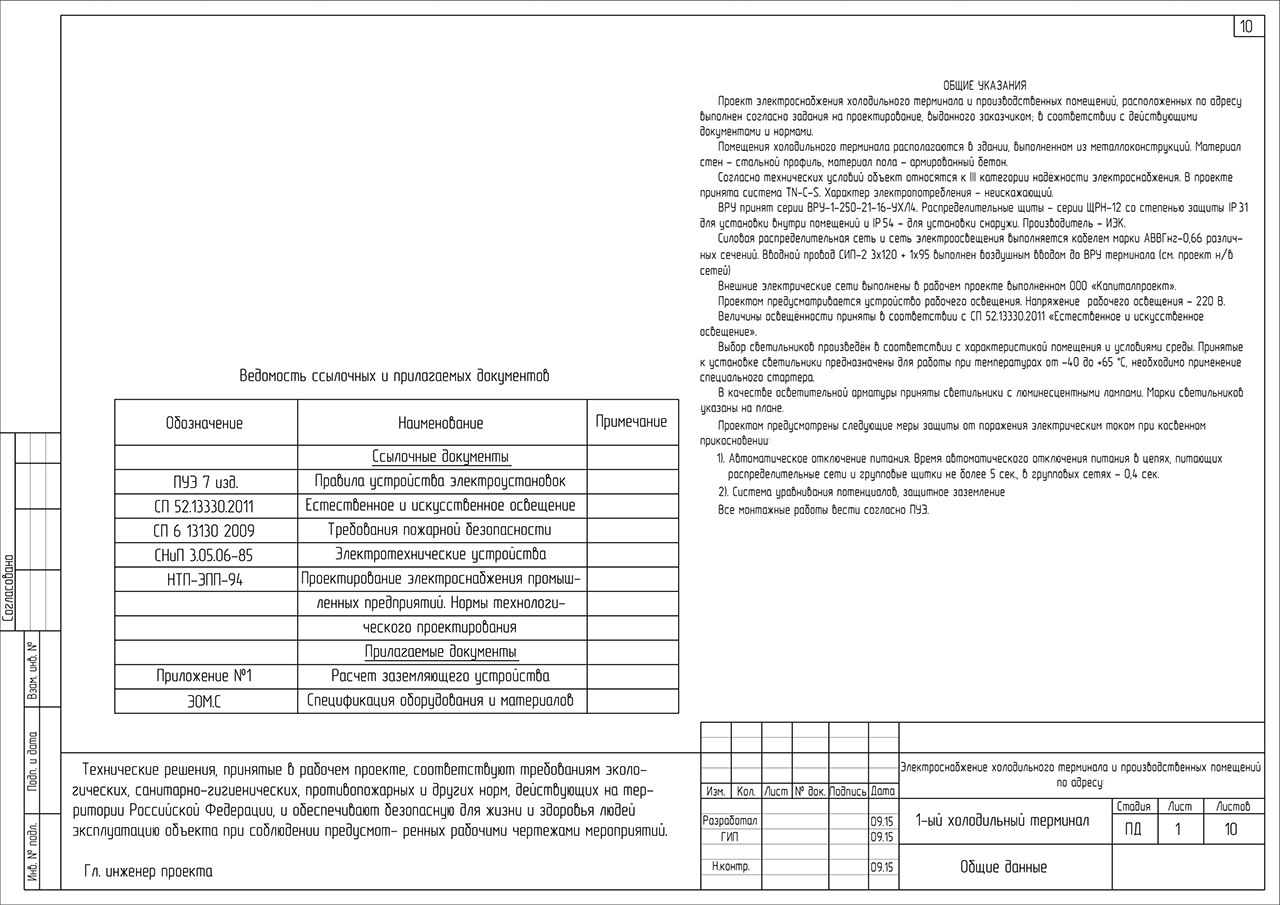 10
ОБЩИЕ УКАЗАНИЯ
Проект электроснабжения холодильного терминала и производственных помещений, расположенных по адресу
выполнен согласно задания на проектирование, выданного заказчиком; в соответствии с действующими
документами и нормами.
Помещения холодильного терминала располагаются в здании, выполненном из металлоконструкций. Материал
стен – стальной профиль, материал пола – армированный бетон.
Согласно технических условий объект относятся к III категории надёжности электроснабжения. В проекте
принята система TN-C-S. Характер электропотребления – неискажающий.
ВРУ принят серии ВРУ-1-250-21-16-УХЛ4. Распределительные щиты – серии ЩРН-12 со степенью защиты IP 31
для установки внутри помещений и IP 54 – для установки снаружи. Производитель – ИЭК.
Силовая распределительная сеть и сеть электроосвещения выполняется кабелем марки АВВГнг-0,66 различ-
ных сечений. Вводной провод СИП-2 3х120 + 1х95 выполнен воздушным вводом до ВРУ терминала (см. проект н/в
сетей)
Внешние электрические сети выполнены в рабочем проекте выполненном ООО «Капиталпроект».
Проектом предусматривается устройство рабочего освещения. Напряжение рабочего освещения – 220 В.
Величины освещённости приняты в соответствии с СП 52.13330.2011 «Естественное и искусственное
освещение».
Выбор светильников произведён в соответствии с характеристикой помещения и условиями среды. Принятые
к установке светильники предназначены для работы при температурах от -40 до +65 °С, необходимо применение
специального стартера.
В качестве осветительной арматуры приняты светильники с люминесцентными лампами. Марки светильников
указаны на плане.
Проектом предусмотрены следующие меры защиты от поражения электрическим током при косвенном
прикосновении:
1). Автоматическое отключение питания. Время автоматического отключения питания в цепях, питающих
распределительные сети и групповые щитки не более 5 сек., в групповых сетях – 0,4 сек.
2). Система уравнивания потенциалов, защитное заземление
Все монтажные работы вести согласно ПУЭ.
Ведомость ссылочных и прилагаемых документов
Обозначение Наименование Примечание
Ссылочные документы
ПУЭ 7 изд. Правила устройства электроустановок
СП 52.13330.2011 Естественное и искусственное освещение
СП 6 13130 2009 Требования пожарной безопасности
СНиП 3.05.06-85 Электротехнические устройства
НТП-ЭПП-94 Проектирование электроснабжения промыш-
ленных предприятий. Нормы технологи-
ческого проектирования
Прилагаемые документы
Приложение №1 Расчет заземляющего устройства
ЭОМ.С Спецификация оборудования и материалов
Согласовано
Взам. инв. №
Подп. и дата
Инв. № подл.
Технические решения, принятые в рабочем проекте, соответствуют требованиям эколо-
гических, санитарно-гигиенических, противопожарных и других норм, действующих на тер-
ритории Российской Федерации, и обеспечивают безопасную для жизни и здоровья людей
эксплуатацию объекта при соблюдении предусмот- ренных рабочими чертежами мероприятий.
Гл. инженер проекта
Изм. Кол. Лист № док. Подпись Дата
Разработал 09.15
ГИП 09.15
Н.контр. 09.15
Электроснабжение холодильного терминала и производственных помещений
по адресу:
1-ый холодильный терминал
Стадия Лист Листов
ПД 1 10
Общие данные